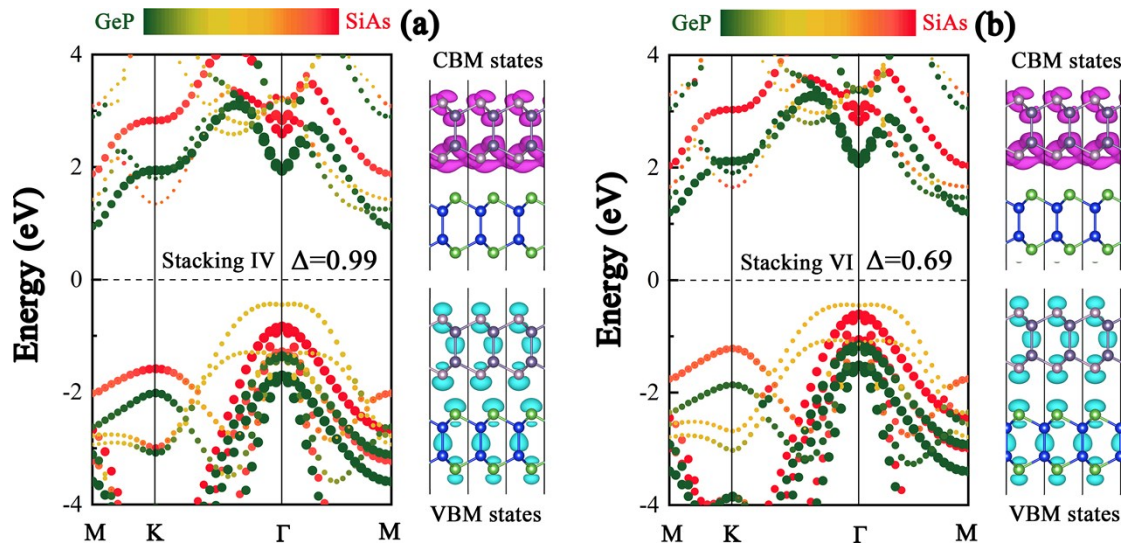 GeP SiAs (a)
CBM states
Energy (eV)
4
2
0
-2
-4
Stacking IV Δ=0.99
M K Γ M
VBM states
GeP SiAs (b)
CBM states
Energy (eV)
4
2
0
-2
-4
Stacking VI Δ=0.69
M K Γ M
VBM states